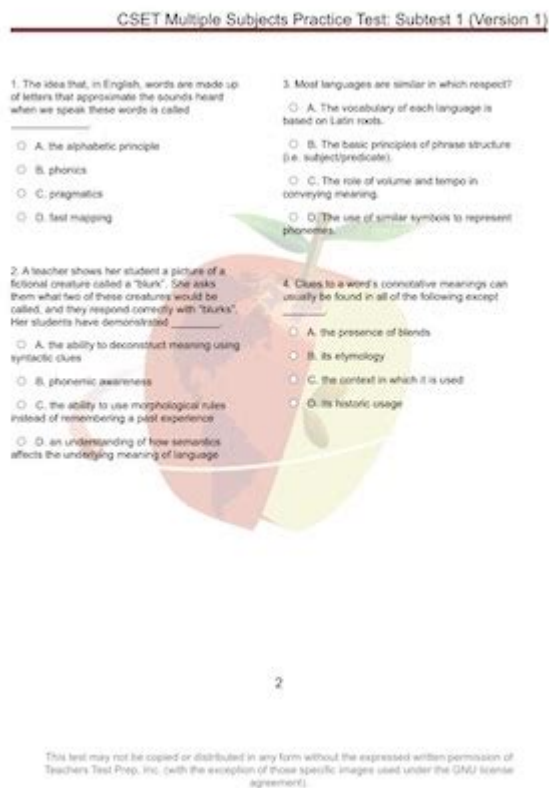 CSET Multiple Subjects Practice Test: Subtest 1 (Version 1)
1. The idea that, in English, words are made up
of letters that approximate the sounds heard
when we speak these words is called
____________
A. the alphabetic principle
B. phonics
C. pragmatics
D. fast mapping
2. A teacher shows her student a picture of a
fictional creature called a "blurk". She asks
them what two of these creatures would be
called, and they respond correctly with "blurks".
Her students have demonstrated ________.
A. the ability to deconstruct meaning using
syntactic clues
B. phonemic awareness
C. the ability to use morphological rules
instead of remembering a past experience
D. an understanding of how semantics
affects the underlying meaning of language
3. Most languages are similar in which respect?
A. The vocabulary of each language is
based on Latin roots.
B. The basic principles of phrase structure
(i.e. subject/predicate).
C. The role of volume and tempo in
conveying meaning.
D. The use of similar symbols to represent
phonemes.
4. Clues to a word's connotative meanings can
usually be found in all of the following except
_______.
A. the presence of blends
B. its etymology
C. the context in which it is used
D. its historic usage
2
This test may not be copied or distributed in any form without the expressed written permission of
Teachers Test Prep, Inc. (with the exception of those specific images used under the GNU license
agreement).